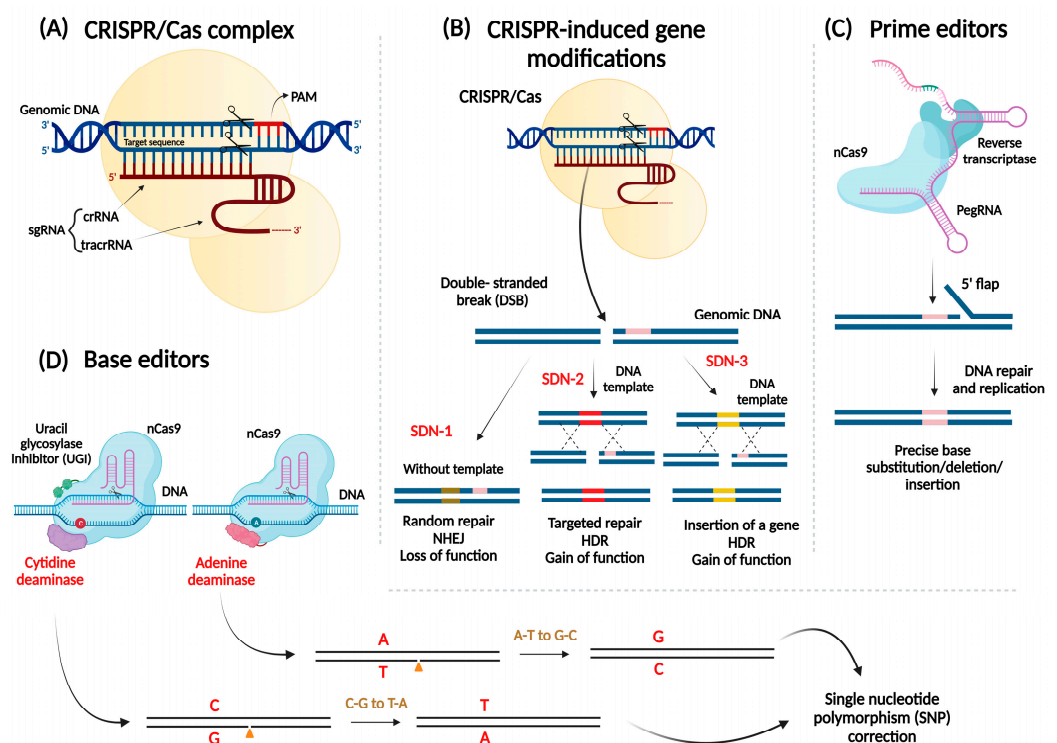 (A) CRISPR/Cas complex
Genomic DNA
PAM
3'
5'
5'
3'
Target sequence
5'
sgRNA
crRNA
tracrRNA
3'
(B) CRISPR-induced gene
modifications
CRISPR/Cas
Double- stranded
break (DSB)
Genomic DNA
SDN-1
Without template
Random repair
NHEJ
Loss of function
SDN-2
DNA
template
Targeted repair
HDR
Gain of function
SDN-3
DNA
template
Insertion of a gene
HDR
Gain of function
(C) Prime editors
nCas9
Reverse
transcriptase
PegRNA
5' flap
DNA repair
and replication
Precise base
substitution/deletion/
insertion
(D) Base editors
Uracil
glycosylase
inhibitor (UGI)
nCas9
DNA
C
Cytidine
deaminase
nCas9
DNA
A
Adenine
deaminase
A
T
A-T to G-C
G
C
C
G
C-G to T-A
T
A
Single nucleotide
polymorphism (SNP)
correction